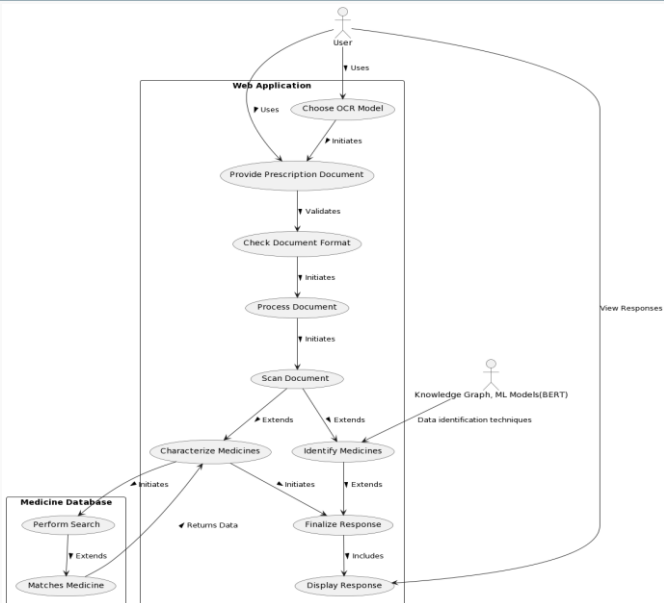 User
Uses
Web Application
Uses
Choose OCR Model
Initiates
Provide Prescription Document
Validates
Check Document Format
Initiates
Process Document
View Responses
Initiates
Scan Document
Knowledge Graph, ML Models(BERT)
Extends
Extends
Data identification techniques
Characterize Medicines
Identify Medicines
Initiates
Initiates
Extends
Medicine Database
Perform Search
Returns Data
Finalize Response
Extends
Includes
Matches Medicine
Display Response